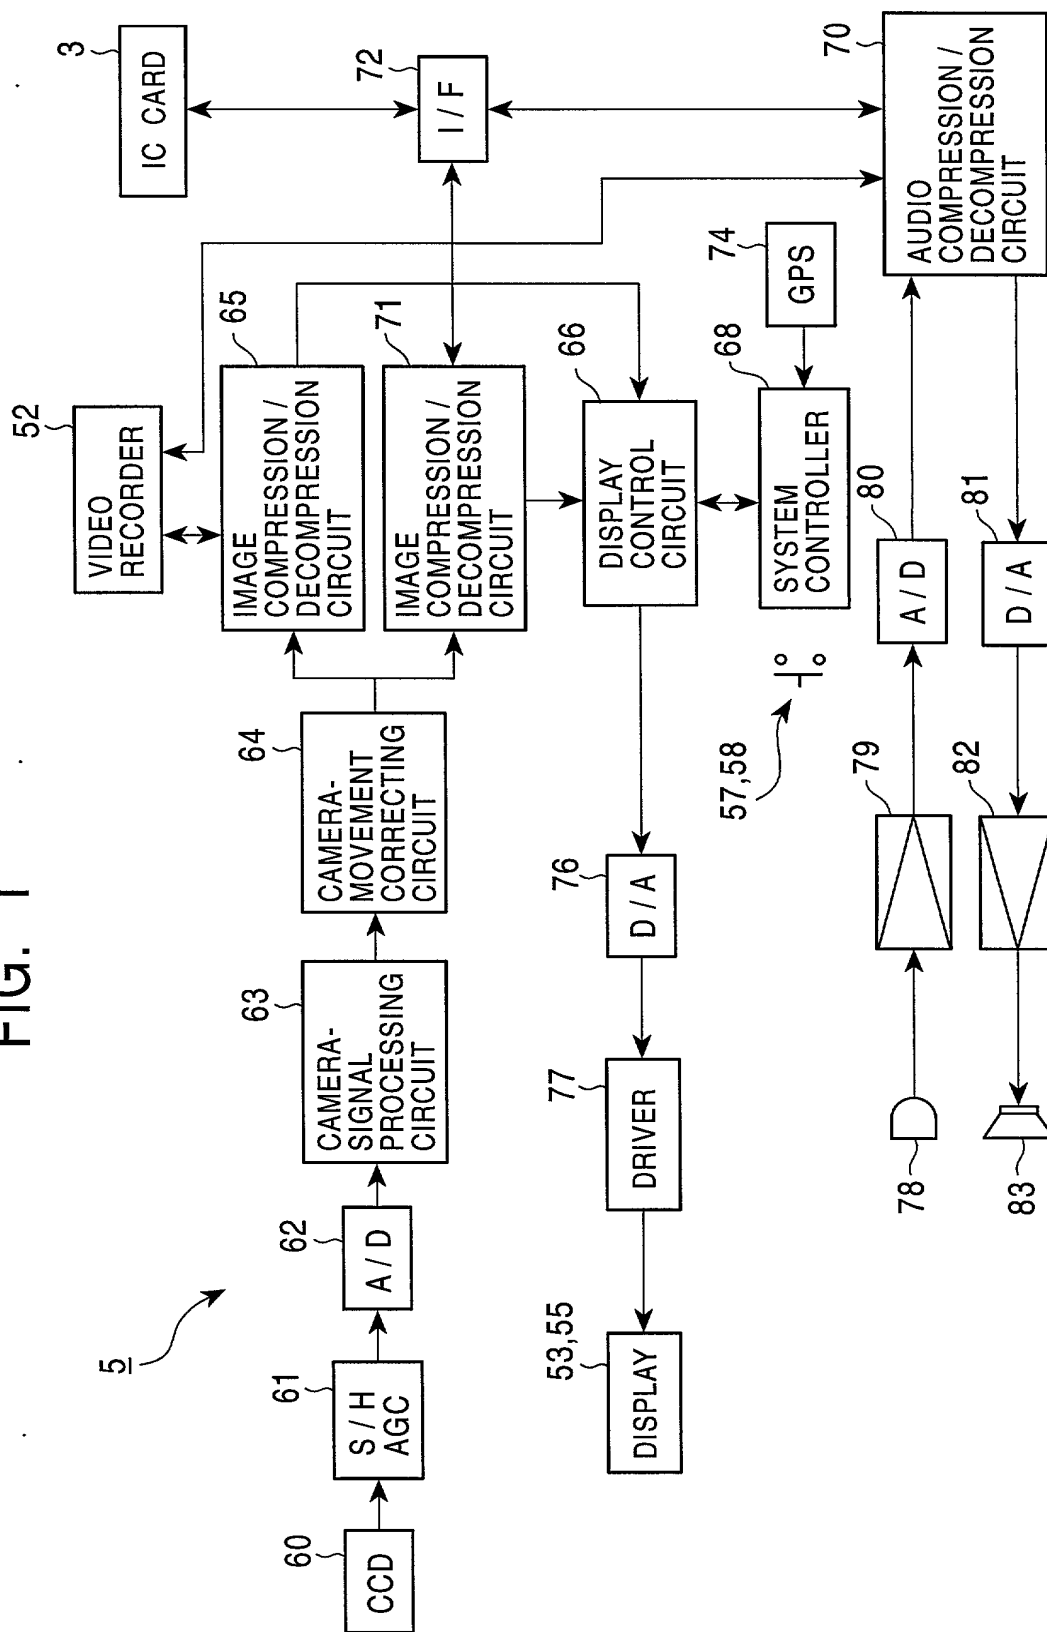 FIG. 1
5
60
CCD
61
S / H
AGC
62
A / D
63
CAMERA-
SIGNAL
PROCESSING
CIRCUIT
64
CAMERA-
MOVEMENT
CORRECTING
CIRCUIT
52
VIDEO
RECORDER
65
IMAGE
COMPRESSION /
DECOMPRESSION
CIRCUIT
71
IMAGE
COMPRESSION /
DECOMPRESSION
CIRCUIT
3
IC CARD
72
I / F
53,55
DISPLAY
77
DRIVER
76
D / A
66
DISPLAY
CONTROL
CIRCUIT
57,58
68
SYSTEM
CONTROLLER
74
GPS
78
79
80
A / D
70
AUDIO
COMPRESSION /
DECOMPRESSION
CIRCUIT
83
82
81
D / A